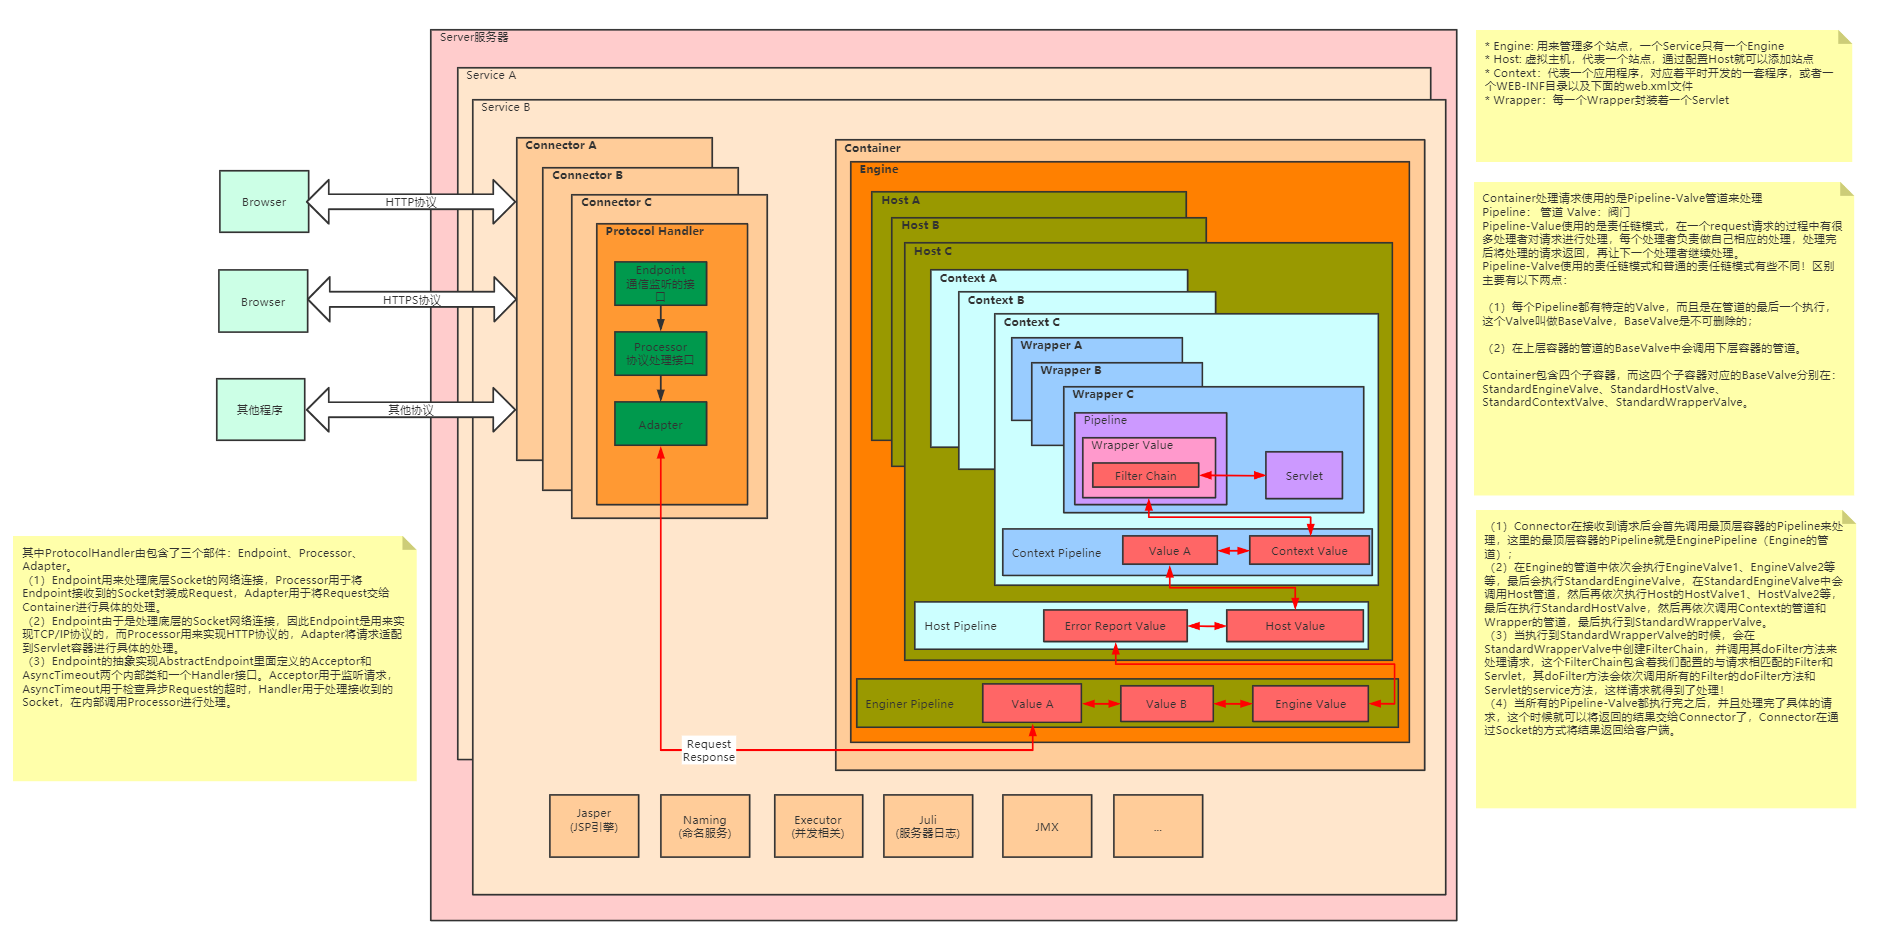 Server服务器
Service A
Service B
Connector A
Connector B
Connector C
Protocol Handler
Endpoint
通信监听的接
口
Processor
协议处理接口
Adapter
Browser
HTTP协议
Browser
HTTPS协议
其他程序
其他协议
Container
Engine
Host A
Host B
Host C
Context A
Context B
Context C
Wrapper A
Wrapper B
Wrapper C
Pipeline
Wrapper Value
Filter Chain
Servlet
Context Pipeline
Value A
Context Value
Host Pipeline
Error Report Value
Host Value
Enginer Pipeline
Value A
Value B
Engine Value
Request
Response
Jasper
(JSP引擎)
Naming
(命名服务)
Executor
(并发相关)
Juli
(服务器日志)
JMX
...
* Engine: 用来管理多个站点，一个Service只有一个Engine
* Host: 虚拟主机，代表一个站点，通过配置Host就可以添加站点
* Context：代表一个应用程序，对应着平时开发的一套程序，或者一
个WEB-INF目录以及下面的web.xml文件
* Wrapper：每一个Wrapper封装着一个Servlet
Container处理请求使用的是Pipeline-Valve管道来处理
Pipeline： 管道 Valve：阀门
Pipeline-Value使用的是责任链模式，在一个request请求的过程中有很
多处理者对请求进行处理，每个处理者负责做自己相应的处理，处理完
后将处理的请求返回，再让下一个处理者继续处理。
Pipeline-Valve使用的责任链模式和普通的责任链模式有些不同！区别
主要有以下两点：
（1）每个Pipeline都有特定的Valve，而且是在管道的最后一个执行，
这个Valve叫做BaseValve，BaseValve是不可删除的；
（2）在上层容器的管道的BaseValve中会调用下层容器的管道。
Container包含四个子容器，而这四个子容器对应的BaseValve分别在：
StandardEngineValve、StandardHostValve、
StandardContextValve、StandardWrapperValve。
（1）Connector在接收到请求后会首先调用最顶层容器的Pipeline来处
理，这里的最顶层容器的Pipeline就是EnginePipeline（Engine的管
道）；
（2）在Engine的管道中依次会执行EngineValve1、EngineValve2等
等，最后会执行StandardEngineValve，在StandardEngineValve中会
调用Host管道，然后再依次执行Host的HostValve1、HostValve2等，
最后在执行StandardHostValve，然后再依次调用Context的管道和
Wrapper的管道，最后执行到StandardWrapperValve。
（3）当执行到StandardWrapperValve的时候，会在
StandardWrapperValve中创建FilterChain，并调用其doFilter方法来
处理请求，这个FilterChain包含着我们配置的与请求相匹配的Filter和
Servlet，其doFilter方法会依次调用所有的Filter的doFilter方法和
Servlet的service方法，这样请求就得到了处理！
（4）当所有的Pipeline-Valve都执行完之后，并且处理完了具体的请
求，这个时候就可以将返回的结果交给Connector了，Connector在通
过Socket的方式将结果返回给客户端。
其中ProtocolHandler由包含了三个部件：Endpoint、Processor、
Adapter。
（1）Endpoint用来处理底层Socket的网络连接，Processor用于将
Endpoint接收到的Socket封装成Request，Adapter用于将Request交给
Container进行具体的处理。
（2）Endpoint由于是处理底层的Socket网络连接，因此Endpoint是用来实
现TCP/IP协议的，而Processor用来实现HTTP协议的，Adapter将请求适配
到Servlet容器进行具体的处理。
（3）Endpoint的抽象实现AbstractEndpoint里面定义的Acceptor和
AsyncTimeout两个内部类和一个Handler接口。Acceptor用于监听请求，
AsyncTimeout用于检查异步Request的超时，Handler用于处理接收到的
Socket，在内部调用Processor进行处理。